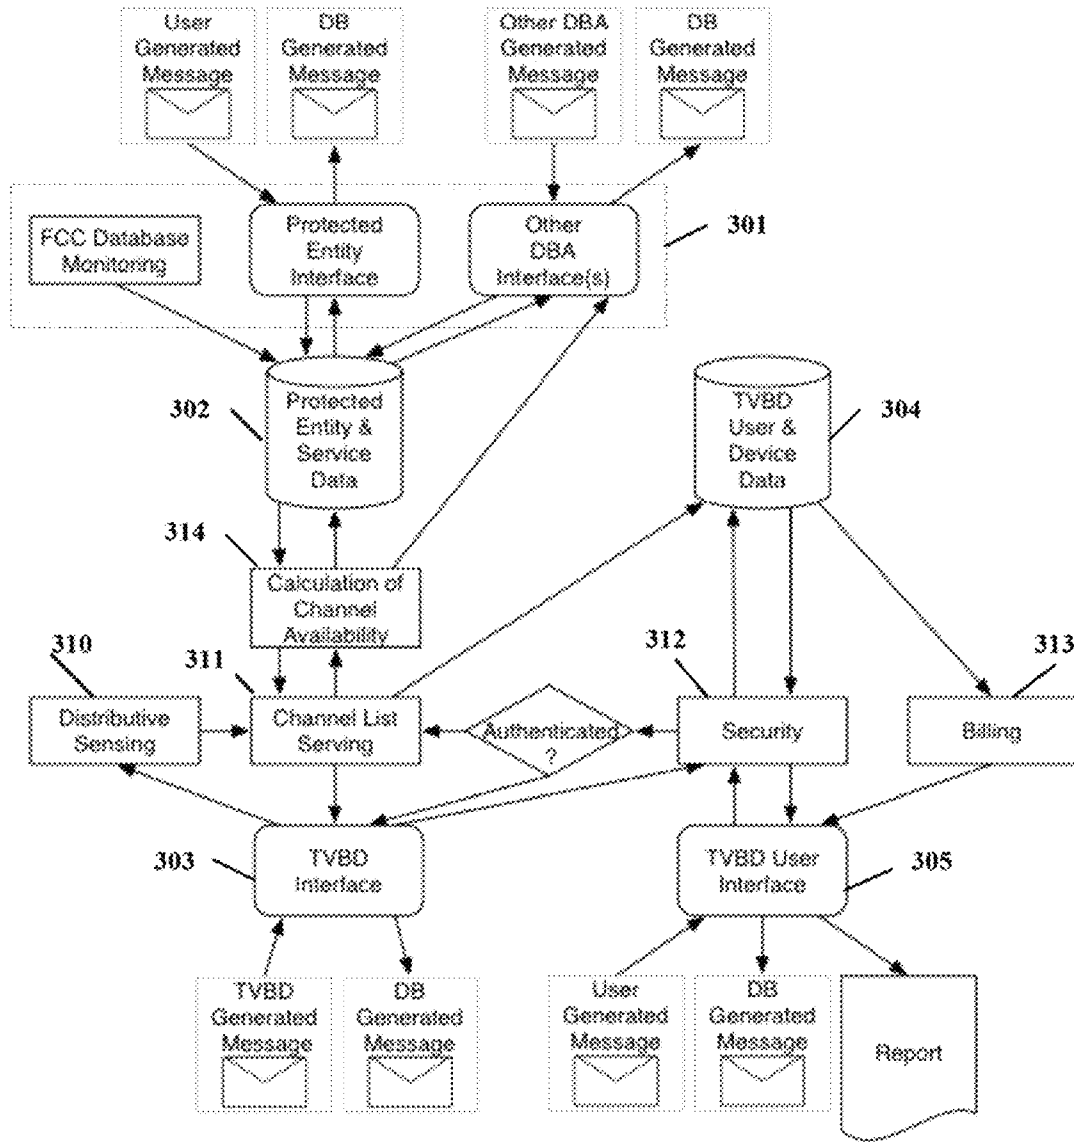 User
Generated
Message
DB
Generated
Message
Other DBA
Generated
Message
DB
Generated
Message
FCC Database
Monitoring
Protected
Entity
Interface
Other
DBA
Interface(s)
301
302
Protected
Entity &
Service
Data
TVBD
User &
Device
Data
304
314
Calculation of
Channel
Availability
310
311
312
313
Distributive
Sensing
Channel List
Serving
Authenticated
?
Security
Billing
303
TVBD
Interface
TVBD User
Interface
305
TVBD
Generated
Message
DB
Generated
Message
User
Generated
Message
DB
Generated
Message
Report